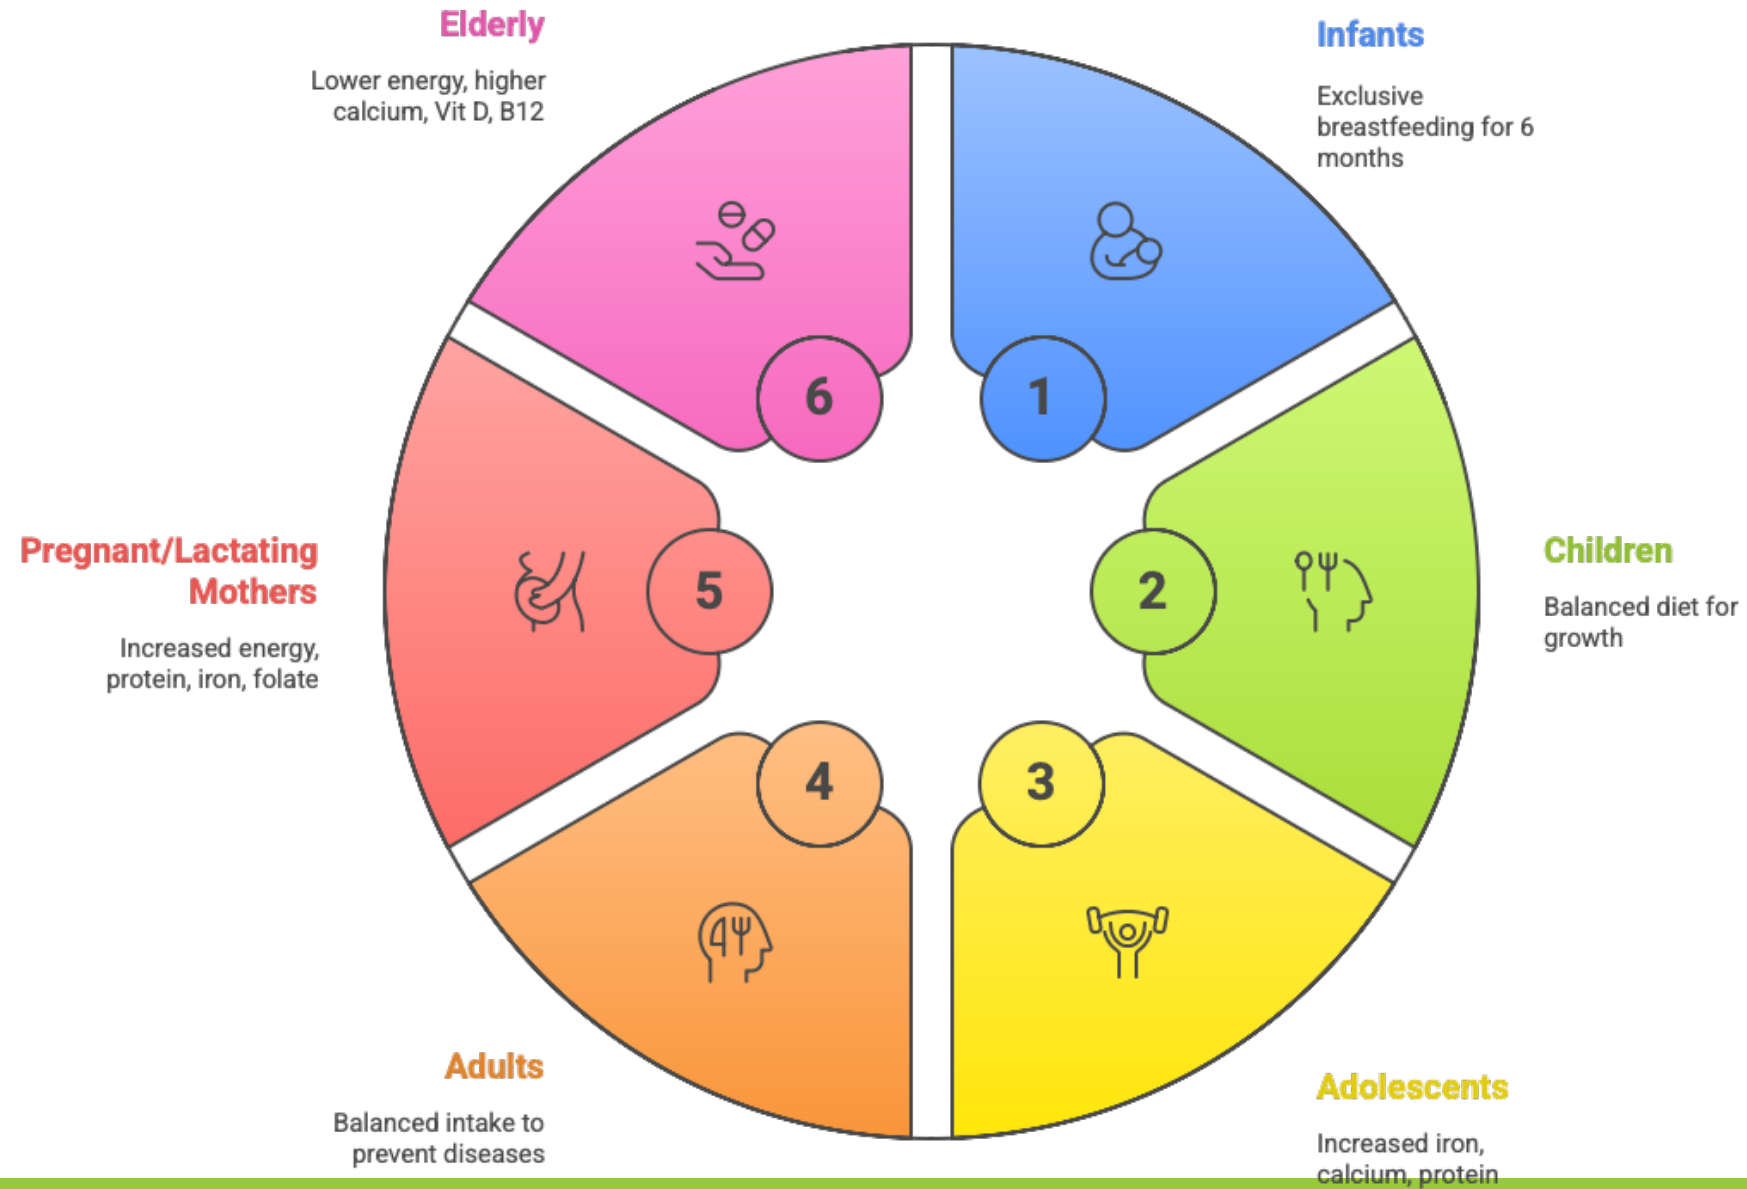 Elderly
Lower energy, higher
calcium, Vit D, B12
Infants
Exclusive
breastfeeding for 6
months
6
1
Pregnant/Lactating
Mothers
Increased energy,
protein, iron, folate
5
2
Children
Balanced diet for
growth
4
3
Adults
Balanced intake to
prevent diseases
Adolescents
Increased iron,
calcium, protein